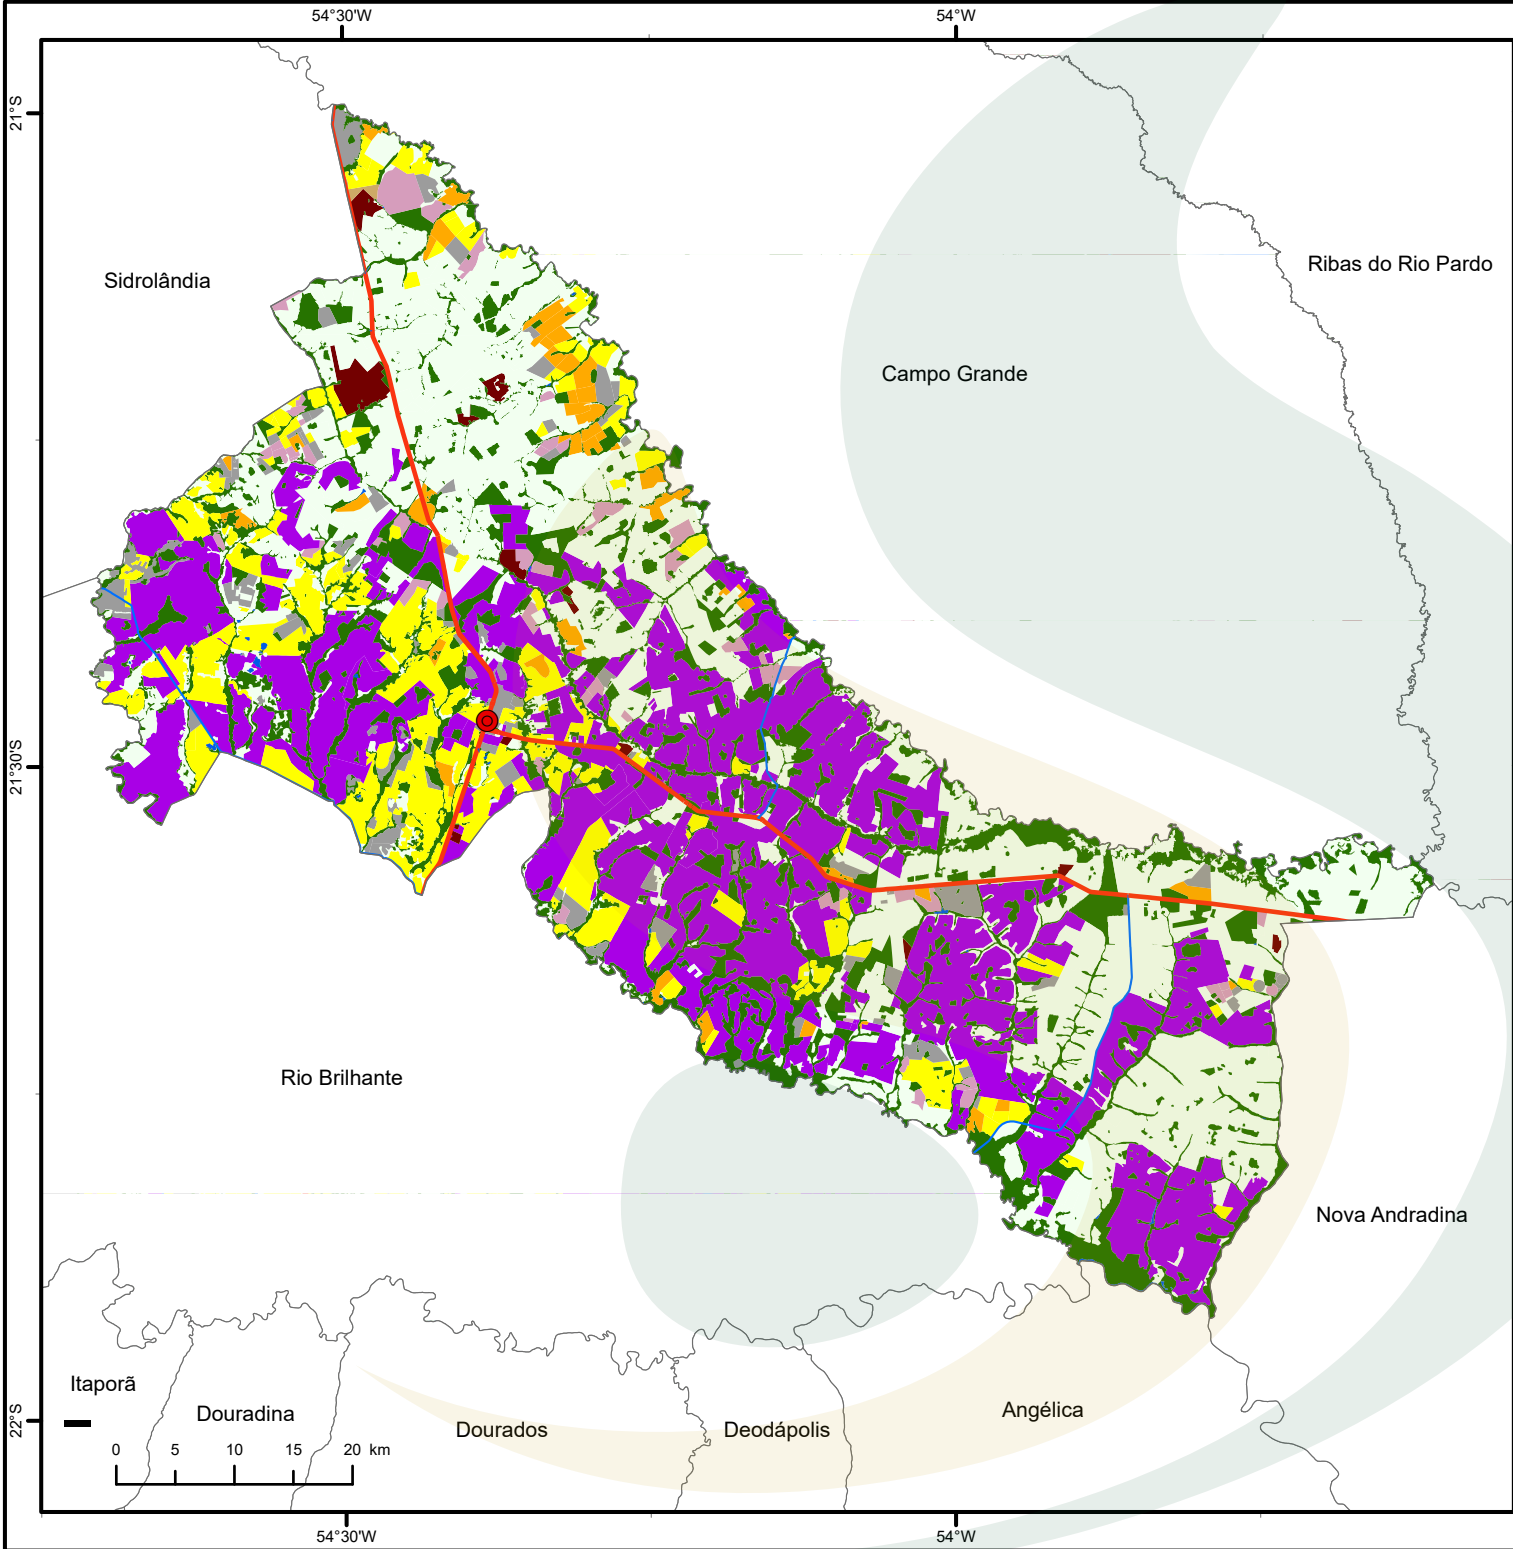 54°30'W
54°W
21°S
Ribas do Rio Pardo
Sidrolândia
Campo Grande
21°30'S
Rio Brilhante
Nova Andradina
Itaporã
Douradina
Dourados
Deodápolis
Angélica
22°S
0 5 10 15 20 km
54°30'W
54°W